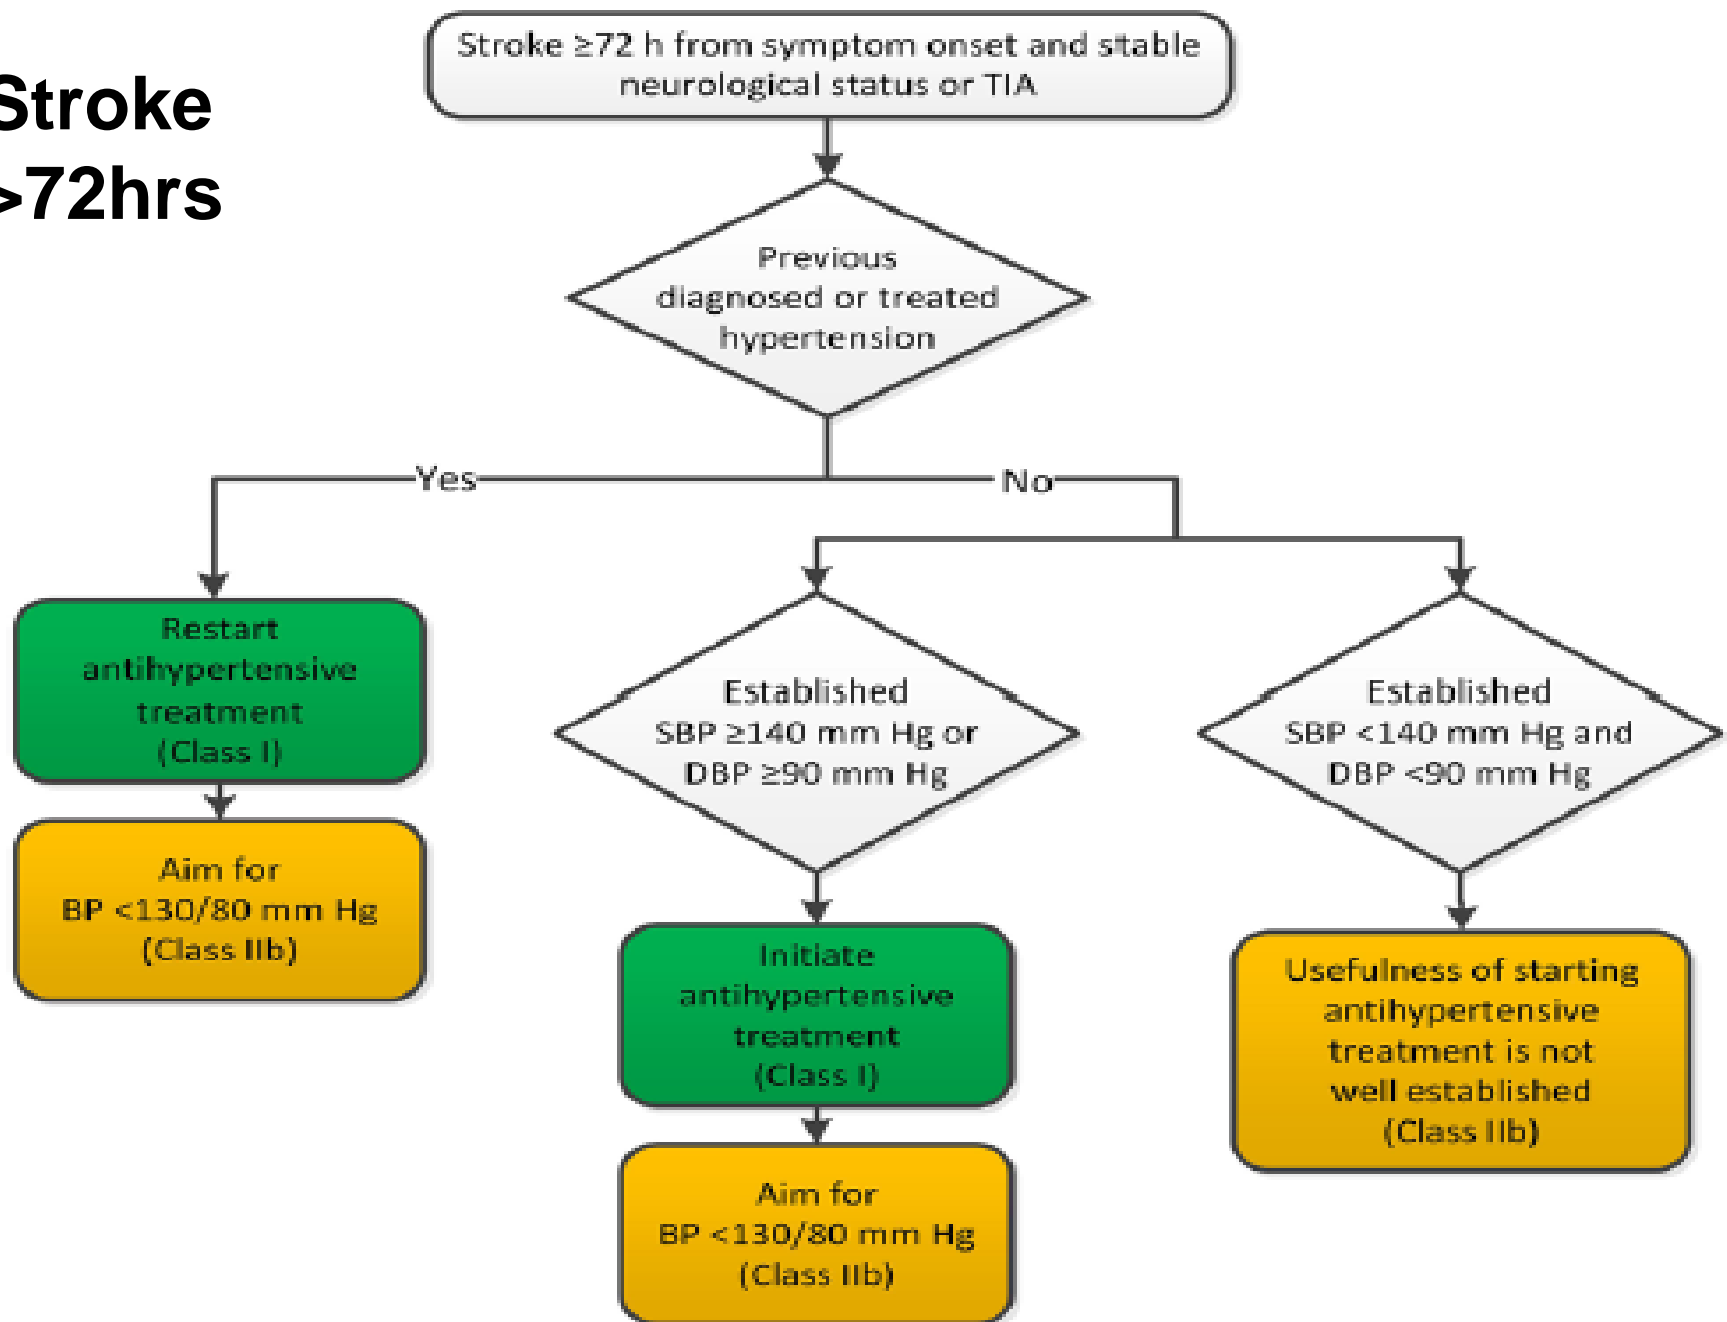 Stroke
>72hrs
Stroke ≥72 h from symptom onset and stable
neurological status or TIA
Previous
diagnosed or treated
hypertension
Yes
No
Restart
antihypertensive
treatment
(Class I)
Aim for
BP <130/80 mm Hg
(Class IIb)
Established
SBP ≥140 mm Hg or
DBP ≥90 mm Hg
Initiate
antihypertensive
treatment
(Class I)
Aim for
BP <130/80 mm Hg
(Class IIb)
Established
SBP <140 mm Hg and
DBP <90 mm Hg
Usefulness of starting
antihypertensive
treatment is not
well established
(Class IIb)